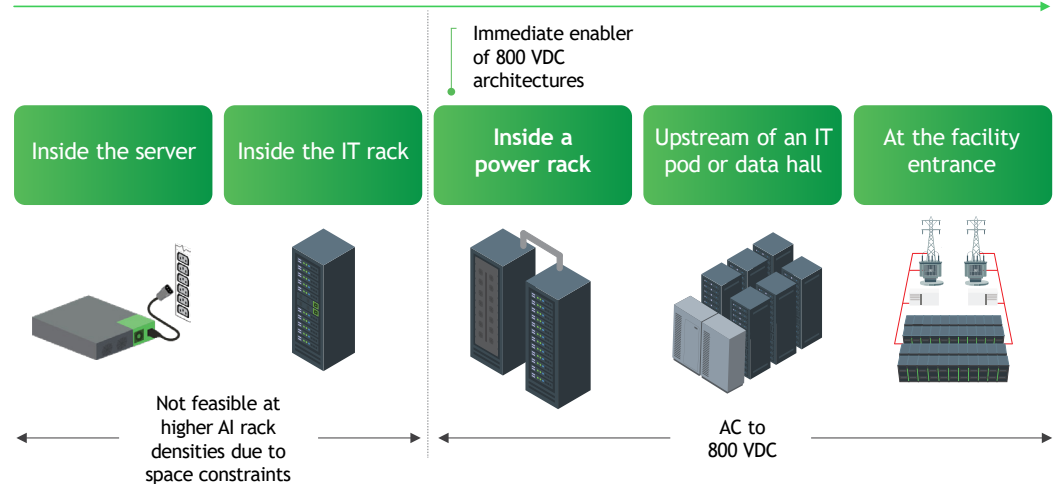 Immediate enabler
of 800 VDC
architectures
Inside the server
Inside the IT rack
Inside a
power rack
Upstream of an IT
pod or data hall
At the facility
entrance
Not feasible at
higher AI rack
densities due to
space constraints
AC to
800 VDC